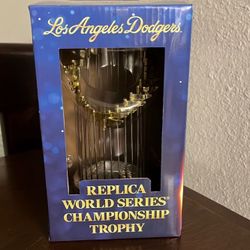 Los Angeles Dodgers
REPLICA
WORLD SERIES®
CHAMPIONSHIP
TROPHY